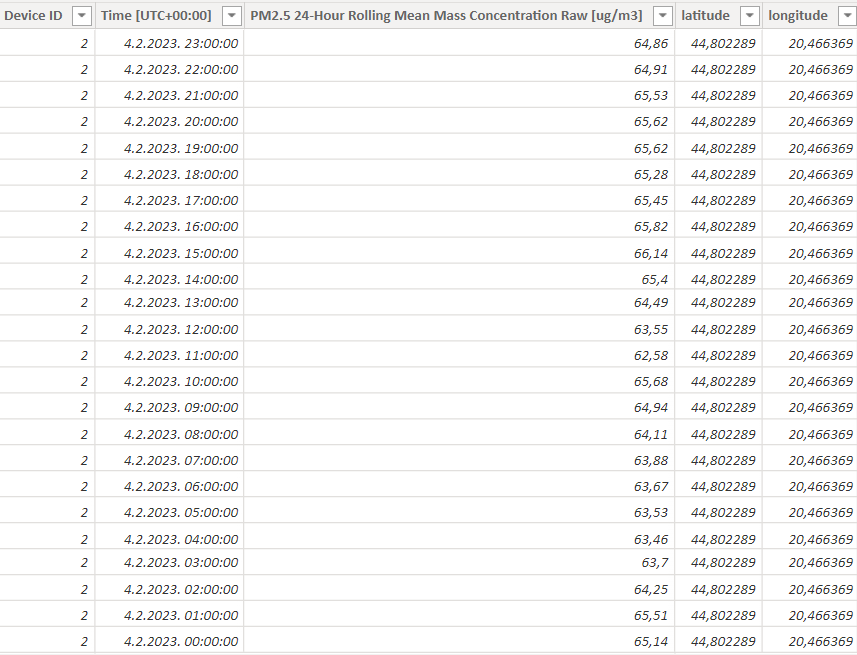 Device ID Time [UTC+00:00] PM2.5 24-Hour Rolling Mean Mass Concentration Raw [ug/m3] latitude longitude
2 4.2.2023. 23:00:00 64,86 44,802289 20,466369
2 4.2.2023. 22:00:00 64,91 44,802289 20,466369
2 4.2.2023. 21:00:00 65,53 44,802289 20,466369
2 4.2.2023. 20:00:00 65,62 44,802289 20,466369
2 4.2.2023. 19:00:00 65,62 44,802289 20,466369
2 4.2.2023. 18:00:00 65,28 44,802289 20,466369
2 4.2.2023. 17:00:00 65,45 44,802289 20,466369
2 4.2.2023. 16:00:00 65,82 44,802289 20,466369
2 4.2.2023. 15:00:00 66,14 44,802289 20,466369
2 4.2.2023. 14:00:00 65,4 44,802289 20,466369
2 4.2.2023. 13:00:00 64,49 44,802289 20,466369
2 4.2.2023. 12:00:00 63,55 44,802289 20,466369
2 4.2.2023. 11:00:00 62,58 44,802289 20,466369
2 4.2.2023. 10:00:00 65,68 44,802289 20,466369
2 4.2.2023. 09:00:00 64,94 44,802289 20,466369
2 4.2.2023. 08:00:00 64,11 44,802289 20,466369
2 4.2.2023. 07:00:00 63,88 44,802289 20,466369
2 4.2.2023. 06:00:00 63,67 44,802289 20,466369
2 4.2.2023. 05:00:00 63,53 44,802289 20,466369
2 4.2.2023. 04:00:00 63,46 44,802289 20,466369
2 4.2.2023. 03:00:00 63,7 44,802289 20,466369
2 4.2.2023. 02:00:00 64,25 44,802289 20,466369
2 4.2.2023. 01:00:00 65,51 44,802289 20,466369
2 4.2.2023. 00:00:00 65,14 44,802289 20,466369